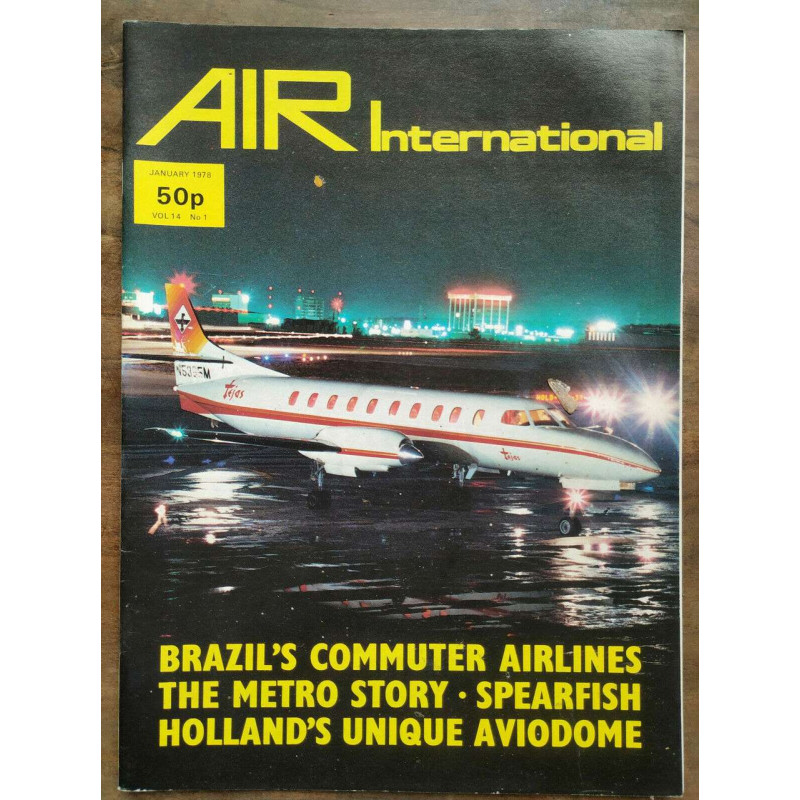 AIR International
JANUARY 1978
50p
VOL 14 No 1
N5395M
Tejas
Tejas
BRAZIL'S COMMUTER AIRLINES
THE METRO STORY · SPEARFISH
HOLLAND'S UNIQUE AVIODOME